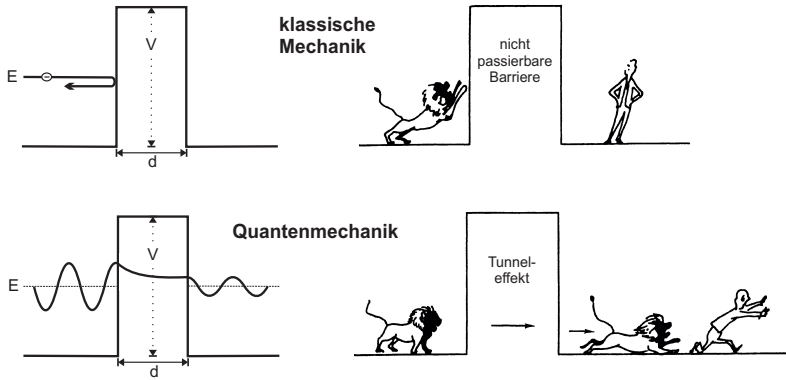 klassische
Mechanik
V
E
−
d
nicht
passierbare
Barriere
Quantenmechanik
V
E
d
Tunnel-
effekt